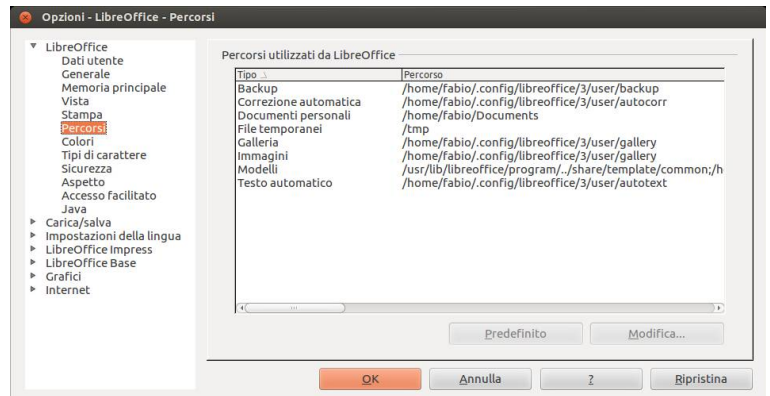 Opzioni - LibreOffice - Percorsi
LibreOffice
Dati utente
Generale
Memoria principale
Vista
Stampa
Percorsi
Colori
Tipi di carattere
Sicurezza
Aspetto
Accesso facilitato
Java
Carica/salva
Impostazioni della lingua
LibreOffice Impress
LibreOffice Base
Grafici
Internet
Percorsi utilizzati da LibreOffice
Tipo Percorso
Backup /home/fabio/.config/libreoffice/3/user/backup
Correzione automatica /home/fabio/.config/libreoffice/3/user/autocorr
Documenti personali /home/fabio/Documents
File temporanei /tmp
Galleria /home/fabio/.config/libreoffice/3/user/gallery
Immagini /home/fabio/.config/libreoffice/3/user/gallery
Modelli /usr/lib/libreoffice/program/../share/template/common;/h
Testo automatico /home/fabio/.config/libreoffice/3/user/autotext
Predefinito Modifica...
OK Annulla ? Ripristina